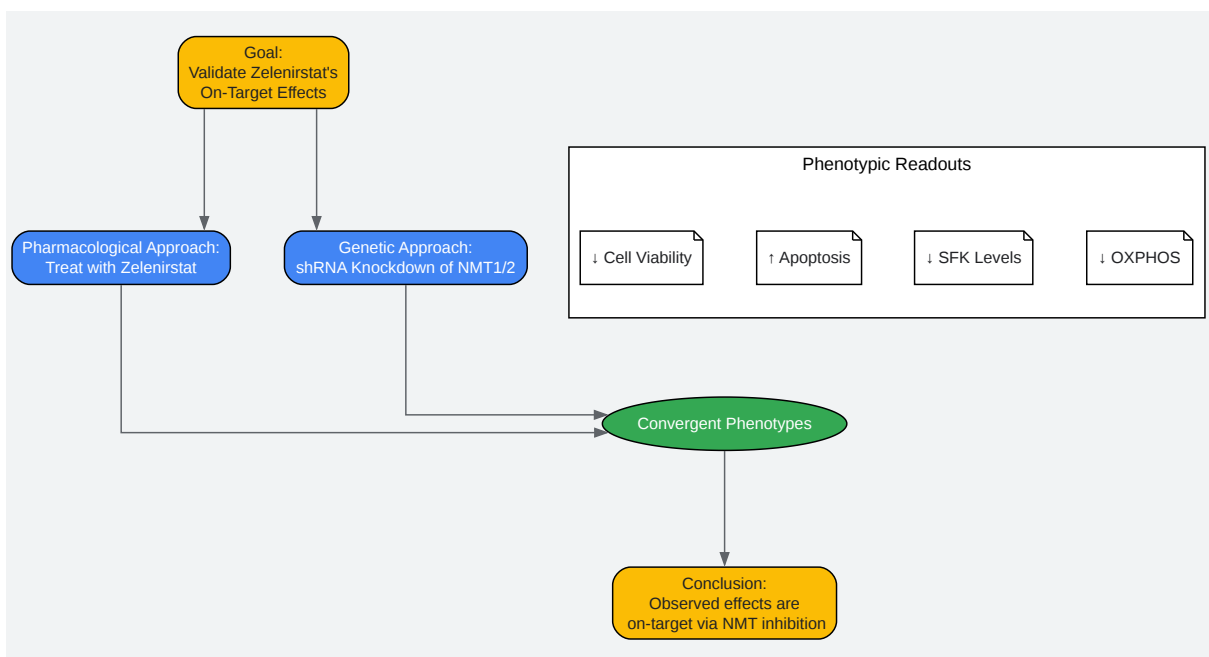 Goal:
Validate Zelenirstat's
On-Target Effects
Phenotypic Readouts
Pharmacological Approach:
Treat with Zelenirstat
Genetic Approach:
shRNA Knockdown of NMT1/2
↓ Cell Viability
↑ Apoptosis
↓ SFK Levels
↓ OXPHOS
Convergent Phenotypes
Conclusion:
Observed effects are
on-target via NMT inhibition